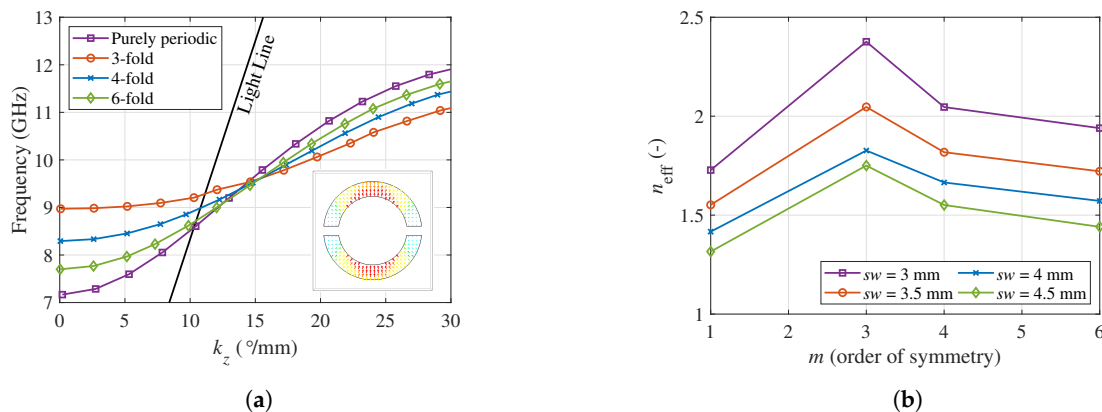 13
12
11
10
9
8
7
Frequency (GHz)
Purely periodic
3-fold
4-fold
6-fold
Light Line
0 5 10 15 20 25 30
k_z (°/mm)
(a)
2.5
2
1.5
1
n_eff (-)
sw = 3 mm sw = 4 mm
sw = 3.5 mm sw = 4.5 mm
1 2 3 4 5 6
m (order of symmetry)
(b)